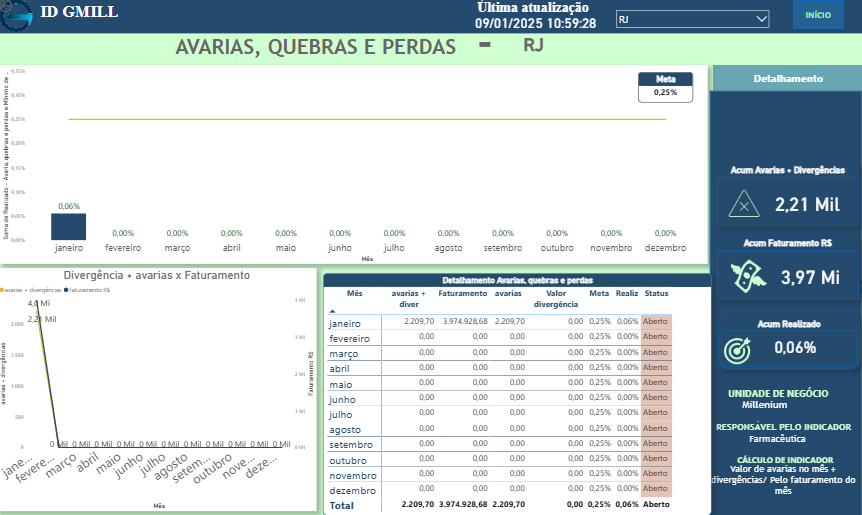 ID GMILL
Última atualização
09/01/2025 10:59:28
RJ
INÍCIO
AVARIAS, QUEBRAS E PERDAS - RJ
Detalhamento
Meta
0,25%
Soma de Realizado - Avaria, quebras e perdas e Mínimo de ...
0,35%
0,30%
0,25%
0,20%
0,15%
0,10%
0,05%
0,00%
0,06% 0,00% 0,00% 0,00% 0,00% 0,00% 0,00% 0,00% 0,00% 0,00% 0,00% 0,00%
janeiro fevereiro março abril maio junho julho agosto setembro outubro novembro dezembro
Mês
Acum Avarias + Divergências
2,21 Mil
Acum Faturamento R$
3,97 Mi
Acum Realizado
0,06%
UNIDADE DE NEGÓCIO
Millenium
RESPONSÁVEL PELO INDICADOR
Farmacêutica
CÁLCULO DE INDICADOR
Valor de avarias no mês +
divergências/ Pelo faturamento do
mês
Divergência + avarias x Faturamento
avarias + divergências faturamento R$
avarias + divergências
2.000
1.500
1.000
500
0
4,0 Mi
2,21 Mil
0 Mil 0 Mil 0 Mil 0 Mil 0 Mil 0 Mil 0 Mil 0 Mil 0 Mil 0 Mil 0 Mil
4 Mi
3 Mi
2 Mi
1 Mi
0 Mi
Faturamento R$
jane... fevere... março abril maio junho julho agosto setem... outubro nove... deze...
Mês
Detalhamento Avarias, quebras e perdas
Mês avarias + diver Faturamento avarias Valor divergência Meta Realiz Status
janeiro 2.209,70 3.974.928,68 2.209,70 0,00 0,25% 0,06% Aberto
fevereiro 0,00 0,00 0,00 0,00 0,25% 0,00% Aberto
março 0,00 0,00 0,00 0,00 0,25% 0,00% Aberto
abril 0,00 0,00 0,00 0,00 0,25% 0,00% Aberto
maio 0,00 0,00 0,00 0,00 0,25% 0,00% Aberto
junho 0,00 0,00 0,00 0,00 0,25% 0,00% Aberto
julho 0,00 0,00 0,00 0,00 0,25% 0,00% Aberto
agosto 0,00 0,00 0,00 0,00 0,25% 0,00% Aberto
setembro 0,00 0,00 0,00 0,00 0,25% 0,00% Aberto
outubro 0,00 0,00 0,00 0,00 0,25% 0,00% Aberto
novembro 0,00 0,00 0,00 0,00 0,25% 0,00% Aberto
dezembro 0,00 0,00 0,00 0,00 0,25% 0,00% Aberto
Total 2.209,70 3.974.928,68 2.209,70 0,00 0,25% 0,06% Aberto